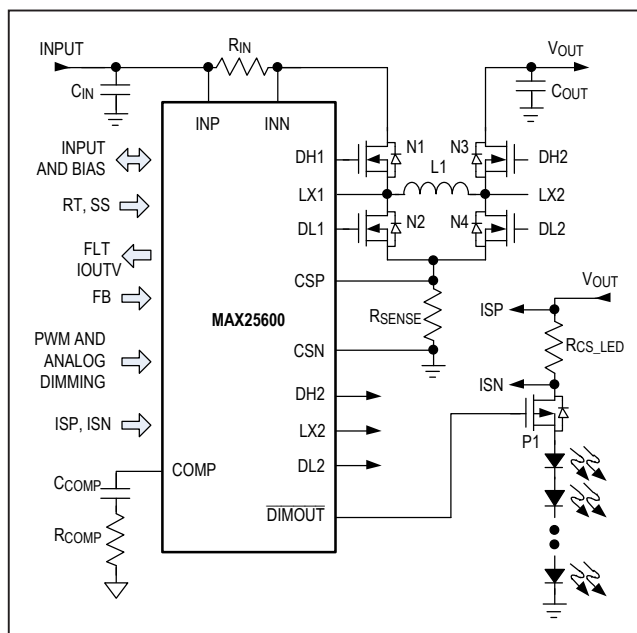 INPUT
RIN
VOUT
CIN
COUT
INP
INN
N1
N3
INPUT
AND BIAS
DH1
DH2
L1
RT, SS
LX1
LX2
DL1
N2
N4
DL2
FLT
IOUTV
CSP
VOUT
FB
MAX25600
RSENSE
ISP
RCS_LED
PWM AND
ANALOG
DIMMING
CSN
ISN
DH2
ISP, ISN
LX2
P1
COMP
DL2
CCOMP
DIMOUT
RCOMP